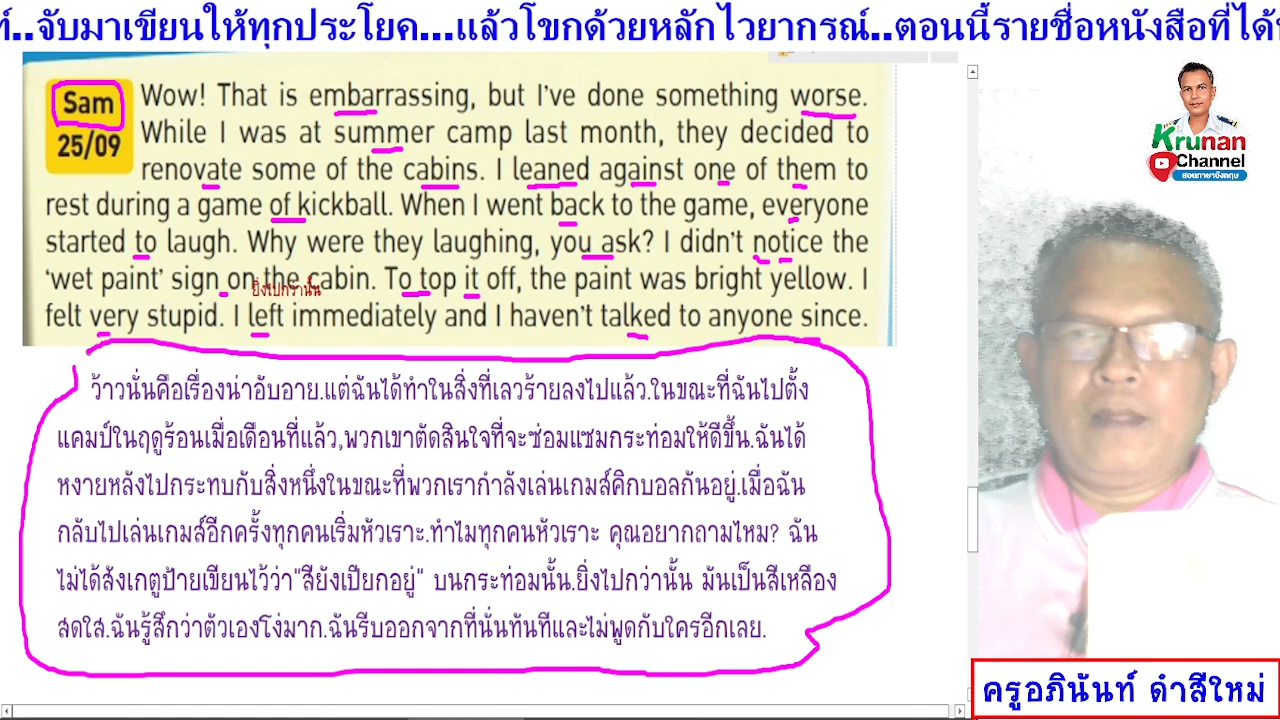 ท์..จับมาเขียนให้ทุกประโยค...แล้วโขกด้วยหลักไวยากรณ์..ตอนนี้รายชื่อหนังสือที่ได้
Sam
25/09
Wow! That is embarrassing, but I've done something worse.
While I was at summer camp last month, they decided to
renovate some of the cabins. I leaned against one of them to
rest during a game of kickball. When I went back to the game, everyone
started to laugh. Why were they laughing, you ask? I didn't notice the
'wet paint' sign on the cabin. To top it off, the paint was bright yellow. I
ยิ่งไปกว่านั้น
felt very stupid. I left immediately and I haven't talked to anyone since.
Krunan
Channel
สอนภาษาอังกฤษ
ว้าวนั่นคือเรื่องน่าอับอาย.แต่ฉันได้ทำในสิ่งที่เลวร้ายลงไปแล้ว.ในขณะที่ฉันไปตั้ง
แคมป์ในฤดูร้อนเมื่อเดือนที่แล้ว,พวกเขาตัดสินใจที่จะซ่อมแซมกระท่อมให้ดีขึ้น.ฉันได้
หงายหลังไปกระทบกับสิ่งหนึ่งในขณะที่พวกเรากำลังเล่นเกมส์คิกบอลกันอยู่.เมื่อฉัน
กลับไปเล่นเกมส์อีกครั้งทุกคนเริ่มหัวเราะ.ทำไมทุกคนหัวเราะ คุณอยากถามไหม? ฉัน
ไม่ได้สังเกตูป้ายเขียนไว้ว่า"สียังเปียกอยู่" บนกระท่อมนั้น.ยิ่งไปกว่านั้น มันเป็นสีเหลือง
สดใส.ฉันรู้สึกว่าตัวเองโง่มาก.ฉันรีบออกจากที่นั่นทันทีและไม่พูดกับใครอีกเลย.
ครูอภินันท์ ดำสีใหม่